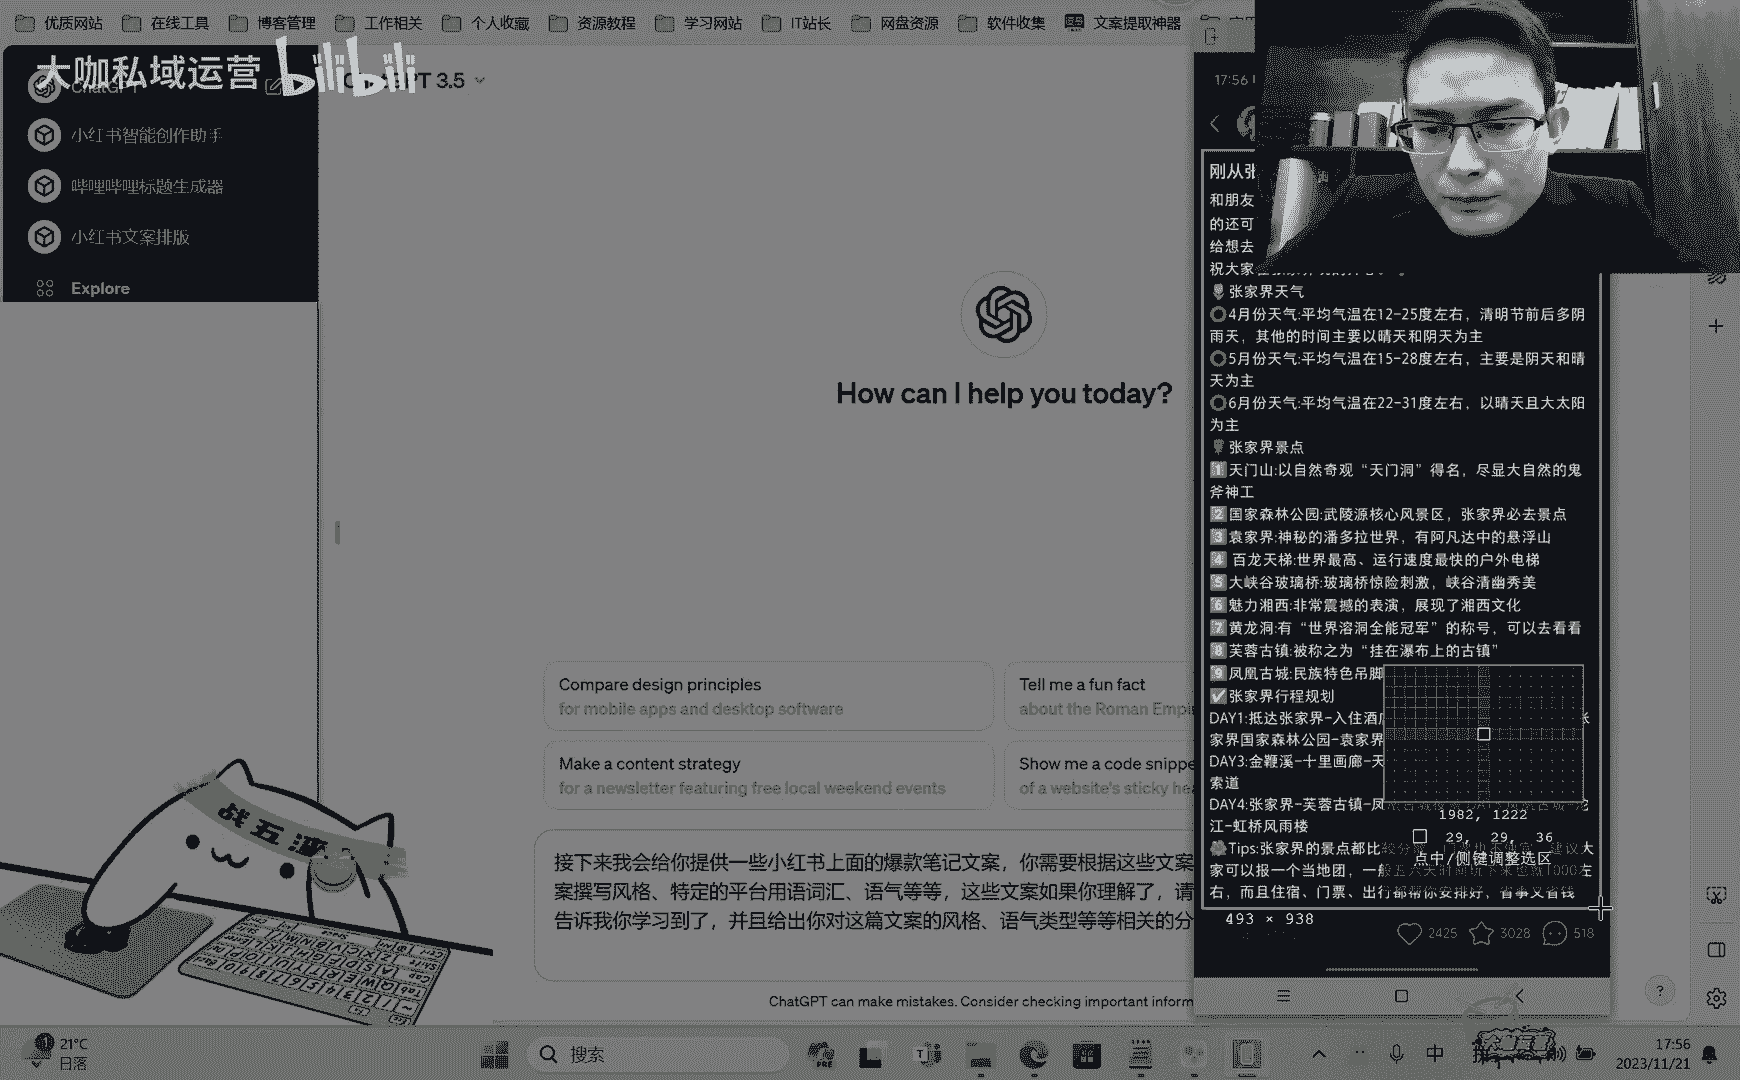 优质网站
在线工具
博客管理
工作相关
个人收藏
资源教程
学习网站
IT站长
网盘资源
软件收集
文案提取神器
大咖私域运营
bilibili
ChatGPT
PT 3.5
小红书智能创作助手
哔哩哔哩标题生成器
小红书文案排版
Explore
How can I help you today?
Compare design principles
for mobile apps and desktop software
Tell me a fun fact
about the Roman Empi
Make a content strategy
for a newsletter featuring free local weekend events
Show me a code snippe
of a website's sticky hea
接下来我会给你提供一些小红书上面的爆款笔记文案，你需要根据这些文案
案撰写风格、特定的平台用语词汇、语气等等，这些文案如果你理解了，请
告诉我你学习到了，并且给出你对这篇文案的风格、语气类型等等相关的分
ChatGPT can make mistakes. Consider checking important inform
17:56
刚从张
和朋友
的还可
给想去
祝大家
张家界天气
4月份天气:平均气温在12-25度左右，清明节前后多阴
雨天，其他的时间主要以晴天和阴天为主
5月份天气:平均气温在15-28度左右，主要是阴天和晴
天为主
6月份天气:平均气温在22-31度左右，以晴天且大太阳
为主
张家界景点
1天门山:以自然奇观“天门洞”得名，尽显大自然的鬼
斧神工
2国家森林公园:武陵源核心风景区，张家界必去景点
3袁家界:神秘的潘多拉世界，有阿凡达中的悬浮山
4 百龙天梯:世界最高、运行速度最快的户外电梯
5大峡谷玻璃桥:玻璃桥惊险刺激，峡谷清幽秀美
6魅力湘西:非常震撼的表演，展现了湘西文化
7黄龙洞:有“世界溶洞全能冠军”的称号，可以去看看
8芙蓉古镇:被称之为“挂在瀑布上的古镇”
9凤凰古城:民族特色吊脚
张家界行程规划
DAY1:抵达张家界-入住酒
家界国家森林公园-袁家界
DAY3:金鞭溪-十里画廊-天
索道
DAY4:张家界-芙蓉古镇-凤
江-虹桥风雨楼
Tips:张家界的景点都比 大
家可以报一个当地团，一般 左
右，而且住宿、门票、出行都帮你安排好，省事又省钱
1982, 1222
29, 29, 36
点中/侧键调整选区
493 × 938
2425
3028
518
战五渣
21°C
日落
搜索
中
17:56
2023/11/21